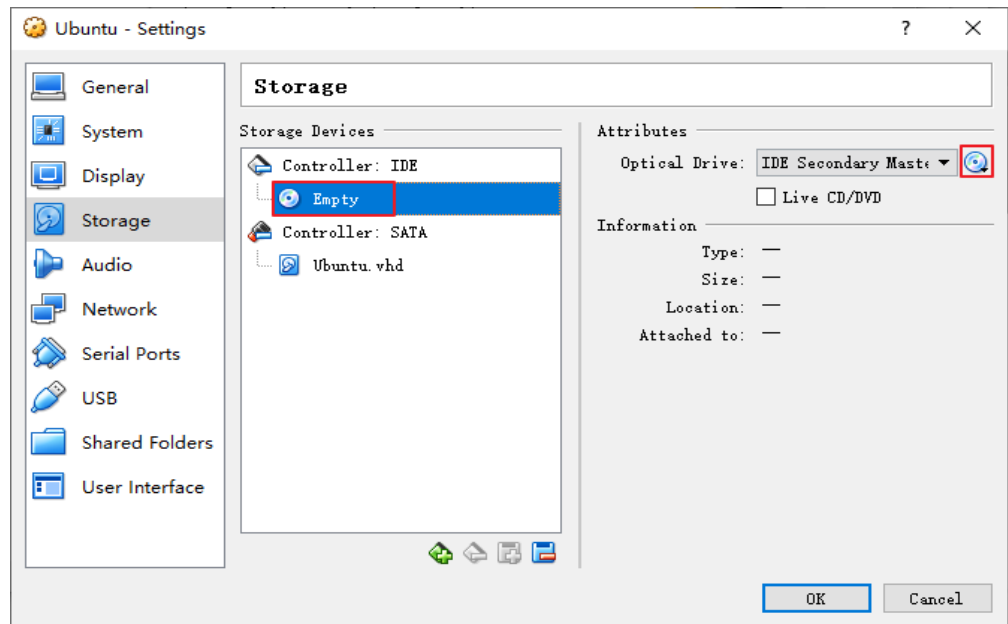 Ubuntu - Settings
?
General
System
Display
Storage
Audio
Network
Serial Ports
USB
Shared Folders
User Interface
Storage
Storage Devices
Controller: IDE
Empty
Controller: SATA
Ubuntu.vhd
Attributes
Optical Drive: IDE Secondary Maste
Live CD/DVD
Information
Type: —
Size: —
Location: —
Attached to: —
OK
Cancel